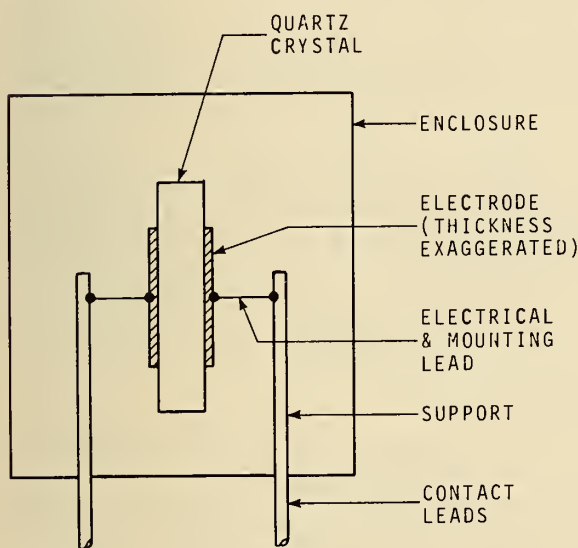 QUARTZ
CRYSTAL
ENCLOSURE
ELECTRODE
(THICKNESS
EXAGGERATED)
ELECTRICAL
& MOUNTING
LEAD
SUPPORT
CONTACT
LEADS